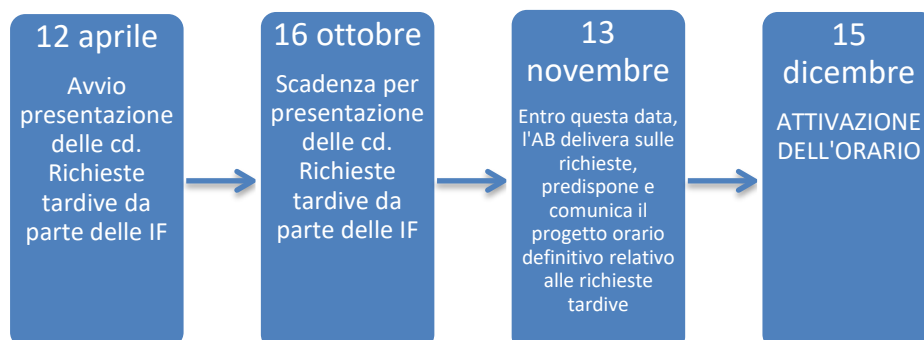 12 aprile
Avvio
presentazione
delle cd.
Richieste
tardive da
parte delle IF
16 ottobre
Scadenza per
presentazione
delle cd.
Richieste
tardive da
parte delle IF
13
novembre
Entro questa data,
l'AB delivera sulle
richieste,
predispone e
comunica il
progetto orario
definitivo relativo
alle richieste
tardive
15
dicembre
ATTIVAZIONE
DELL'ORARIO